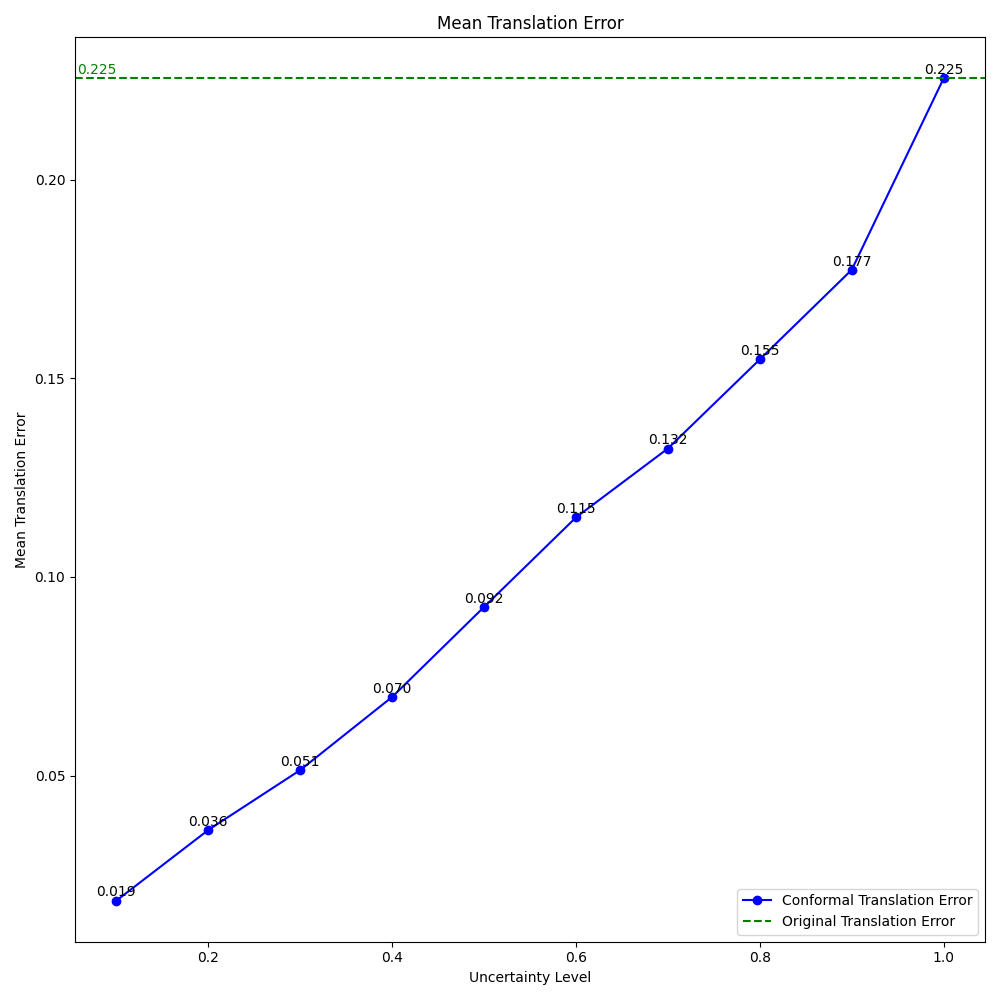 Mean Translation Error
0.225
0.225
0.20
0.177
0.155
0.15
0.132
0.115
0.10
0.092
0.070
0.051
0.05
0.036
0.019
Mean Translation Error
Conformal Translation Error
Original Translation Error
0.2 0.4 0.6 0.8 1.0
Uncertainty Level